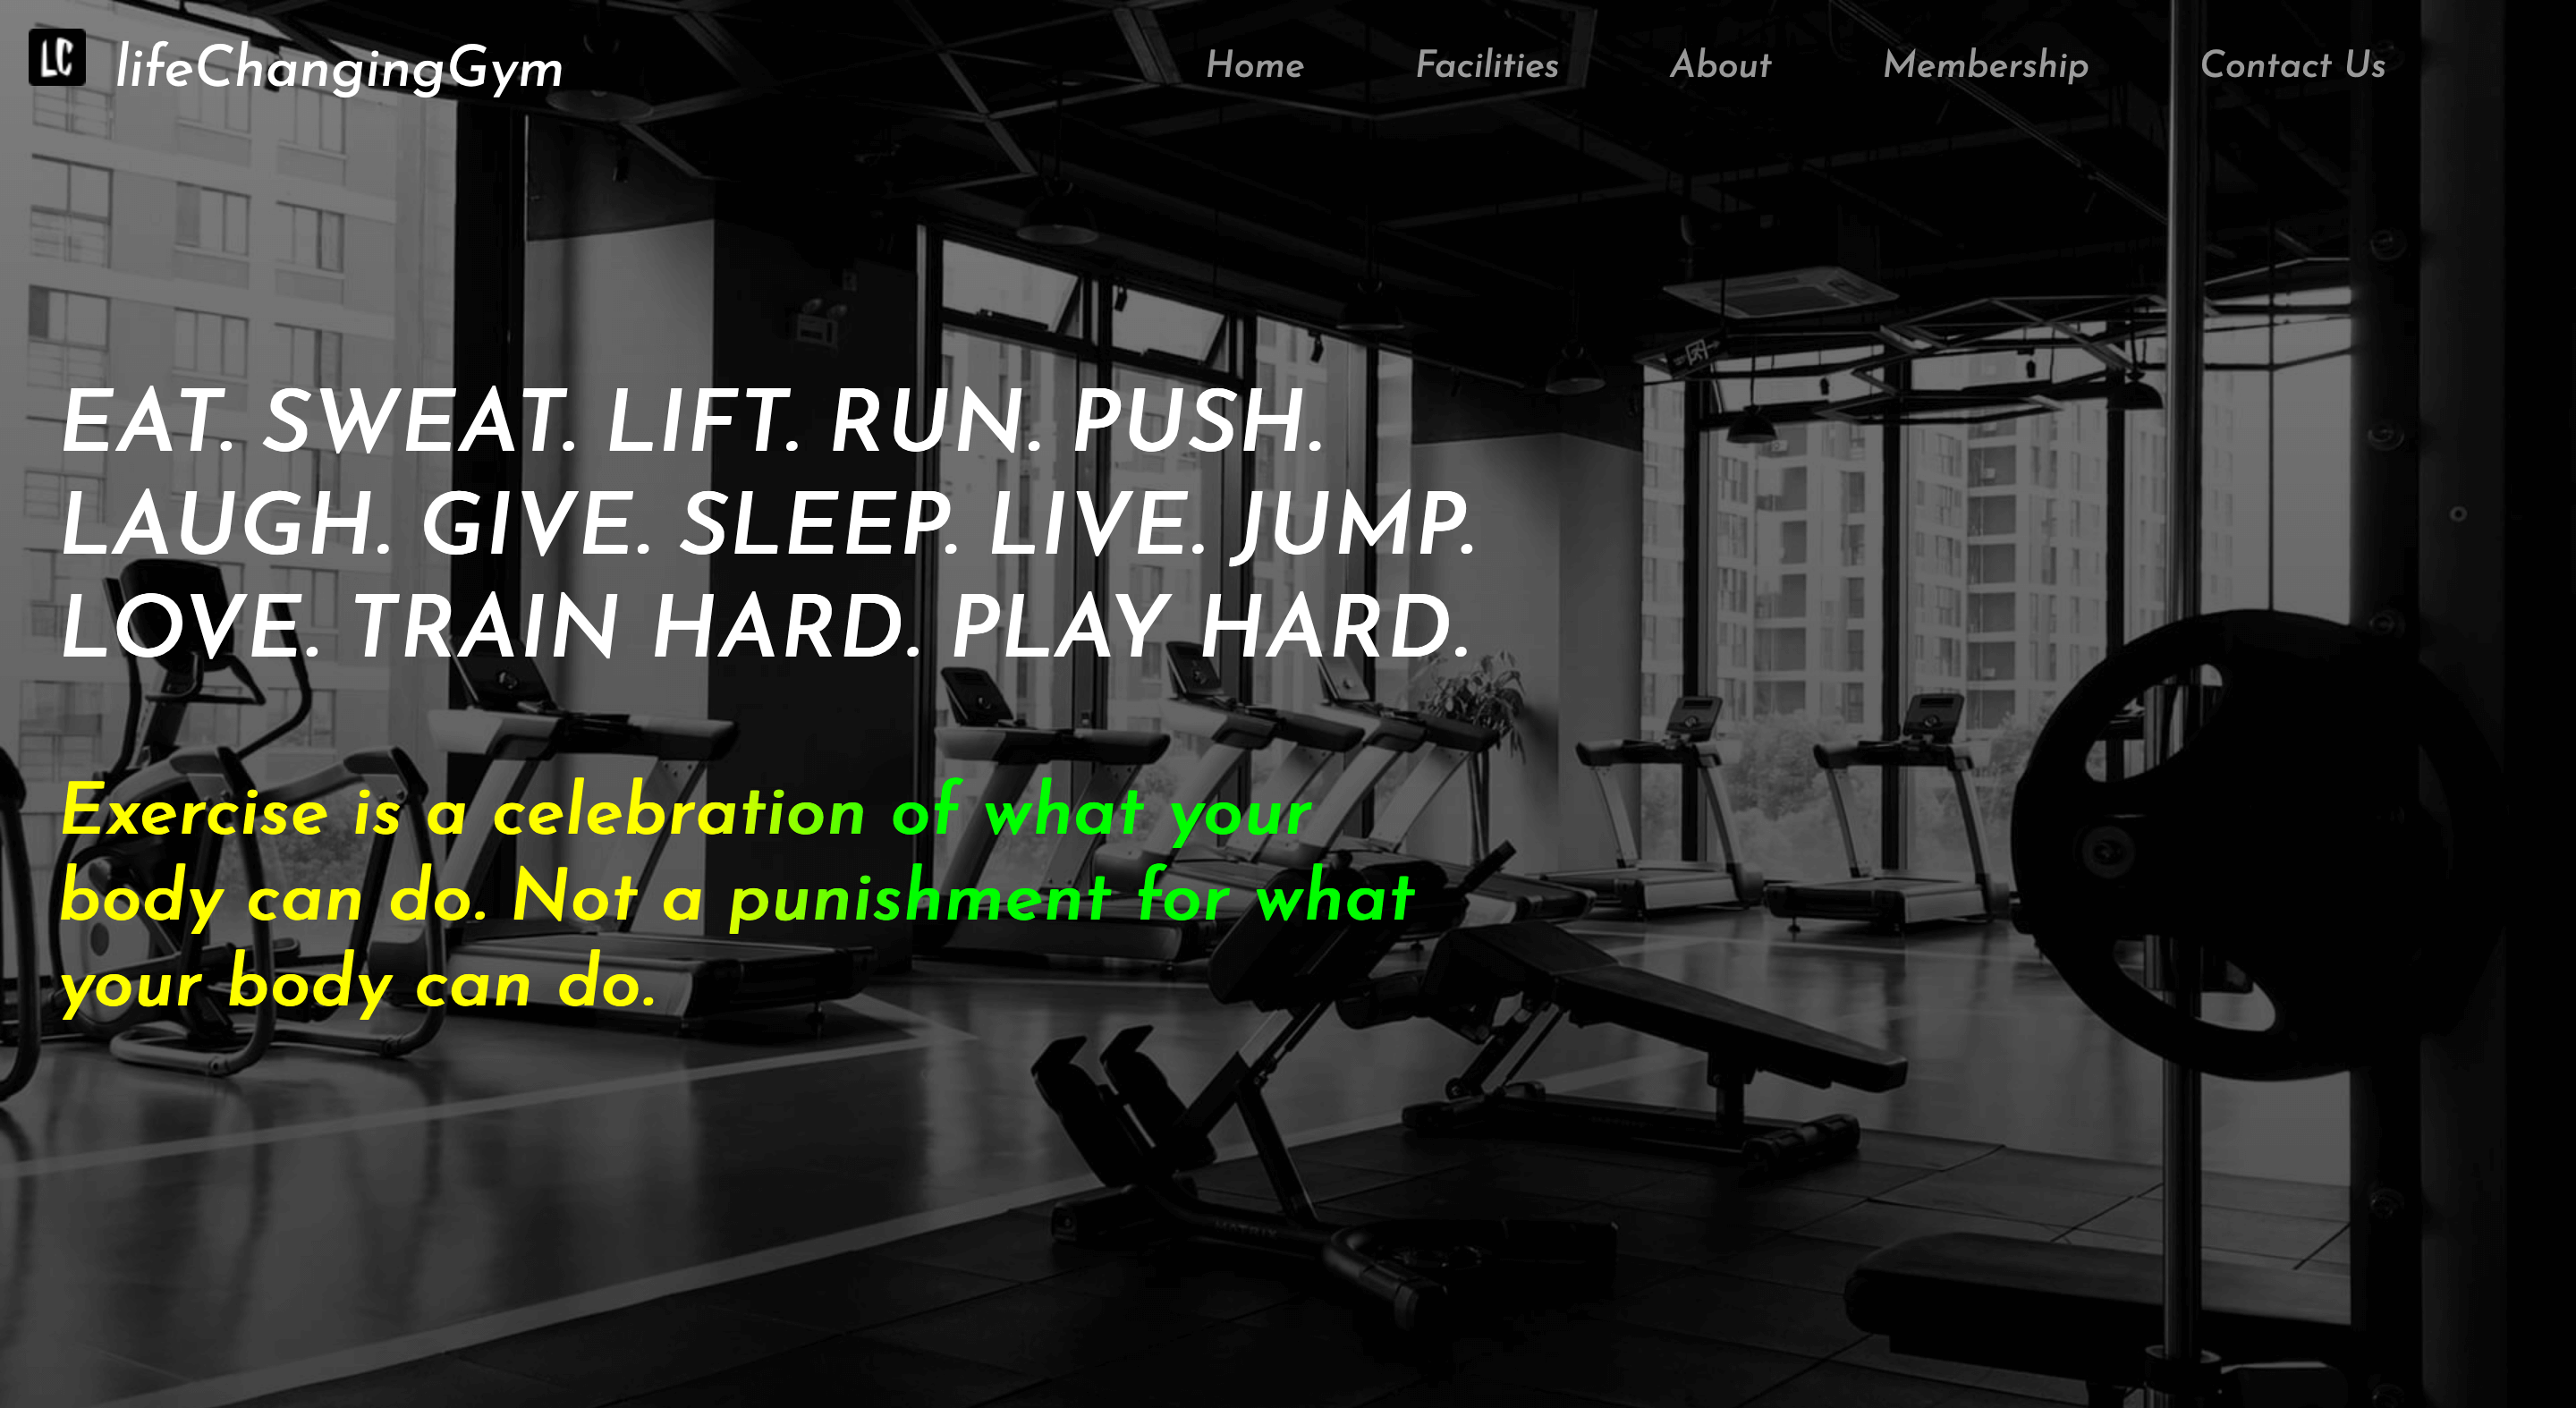 LC lifeChangingGym Home Facilities About Membership Contact Us
EAT. SWEAT. LIFT. RUN. PUSH.
LAUGH. GIVE. SLEEP. LIVE. JUMP.
LOVE. TRAIN HARD. PLAY HARD.
Exercise is a celebration of what your
body can do. Not a punishment for what
your body can do.
MATRIX